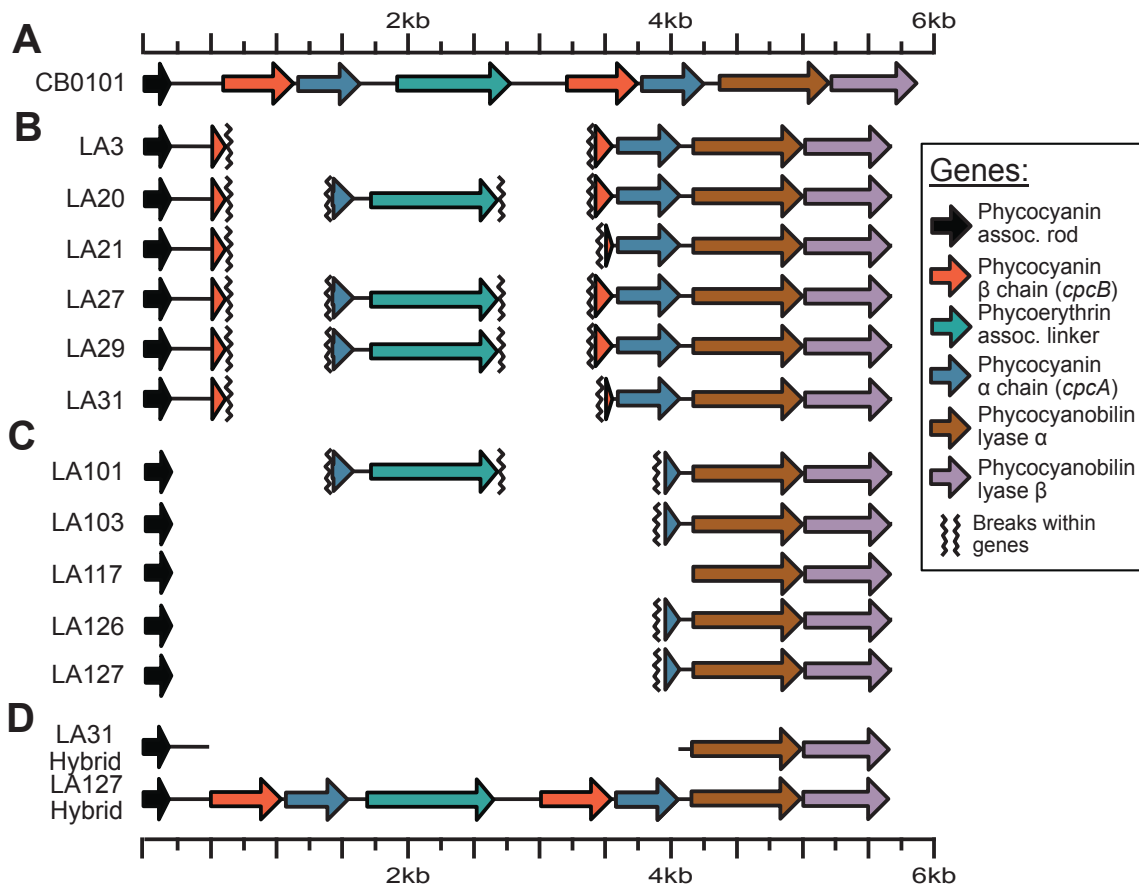 2kb 4kb 6kb
A
CB0101
B
LA3
LA20
LA21
LA27
LA29
LA31
C
LA101
LA103
LA117
LA126
LA127
D
LA31
Hybrid
LA127
Hybrid
2kb 4kb 6kb
Genes:
Phycocyanin
assoc. rod
Phycocyanin
β chain (cpcB)
Phycoerythrin
assoc. linker
Phycocyanin
α chain (cpcA)
Phycocyanobilin
lyase α
Phycocyanobilin
lyase β
Breaks within
genes